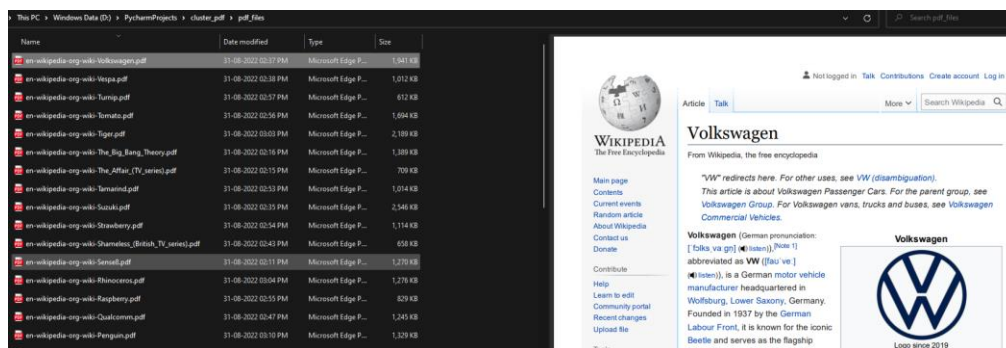 This PC > Windows Data (D:) > PycharmProjects > cluster_pdf > pdf_files
Search pdf_files
Name Date modified Type Size
en-wikipedia-org-wiki-Volkswagen.pdf 31-08-2022 02:37 PM Microsoft Edge P... 1,941 KB
en-wikipedia-org-wiki-Vespa.pdf 31-08-2022 02:38 PM Microsoft Edge P... 1,012 KB
en-wikipedia-org-wiki-Turnip.pdf 31-08-2022 02:57 PM Microsoft Edge P... 612 KB
en-wikipedia-org-wiki-Tomato.pdf 31-08-2022 02:56 PM Microsoft Edge P... 1,694 KB
en-wikipedia-org-wiki-Tiger.pdf 31-08-2022 03:03 PM Microsoft Edge P... 2,189 KB
en-wikipedia-org-wiki-The_Big_Bang_Theory.pdf 31-08-2022 02:16 PM Microsoft Edge P... 1,389 KB
en-wikipedia-org-wiki-The_Affair_(TV_series).pdf 31-08-2022 02:15 PM Microsoft Edge P... 709 KB
en-wikipedia-org-wiki-Tamarind.pdf 31-08-2022 02:53 PM Microsoft Edge P... 1,014 KB
en-wikipedia-org-wiki-Suzuki.pdf 31-08-2022 02:35 PM Microsoft Edge P... 2,546 KB
en-wikipedia-org-wiki-Strawberry.pdf 31-08-2022 02:54 PM Microsoft Edge P... 1,114 KB
en-wikipedia-org-wiki-Shameless_(British_TV_series).pdf 31-08-2022 02:43 PM Microsoft Edge P... 658 KB
en-wikipedia-org-wiki-Sense8.pdf 31-08-2022 02:11 PM Microsoft Edge P... 1,270 KB
en-wikipedia-org-wiki-Rhinoceros.pdf 31-08-2022 03:04 PM Microsoft Edge P... 1,276 KB
en-wikipedia-org-wiki-Raspberry.pdf 31-08-2022 02:55 PM Microsoft Edge P... 829 KB
en-wikipedia-org-wiki-Qualcomm.pdf 31-08-2022 02:47 PM Microsoft Edge P... 1,245 KB
en-wikipedia-org-wiki-Penguin.pdf 31-08-2022 03:10 PM Microsoft Edge P... 1,329 KB
Not logged in Talk Contributions Create account Log in
Article Talk More Search Wikipedia
WIKIPEDIA
The Free Encyclopedia
Main page
Contents
Current events
Random article
About Wikipedia
Contact us
Donate
Contribute
Help
Learn to edit
Community portal
Recent changes
Upload file
Volkswagen
From Wikipedia, the free encyclopedia
"VW" redirects here. For other uses, see VW (disambiguation).
This article is about Volkswagen Passenger Cars. For the parent group, see
Volkswagen Group. For Volkswagen vans, trucks and buses, see Volkswagen
Commercial Vehicles.
Volkswagen (German pronunciation:
listen)),[Note 1]
abbreviated as VW
listen)), is a German motor vehicle
manufacturer headquartered in
Wolfsburg, Lower Saxony, Germany.
Founded in 1937 by the German
Labour Front, it is known for the iconic
Beetle and serves as the flagship
Volkswagen
Logo since 2019